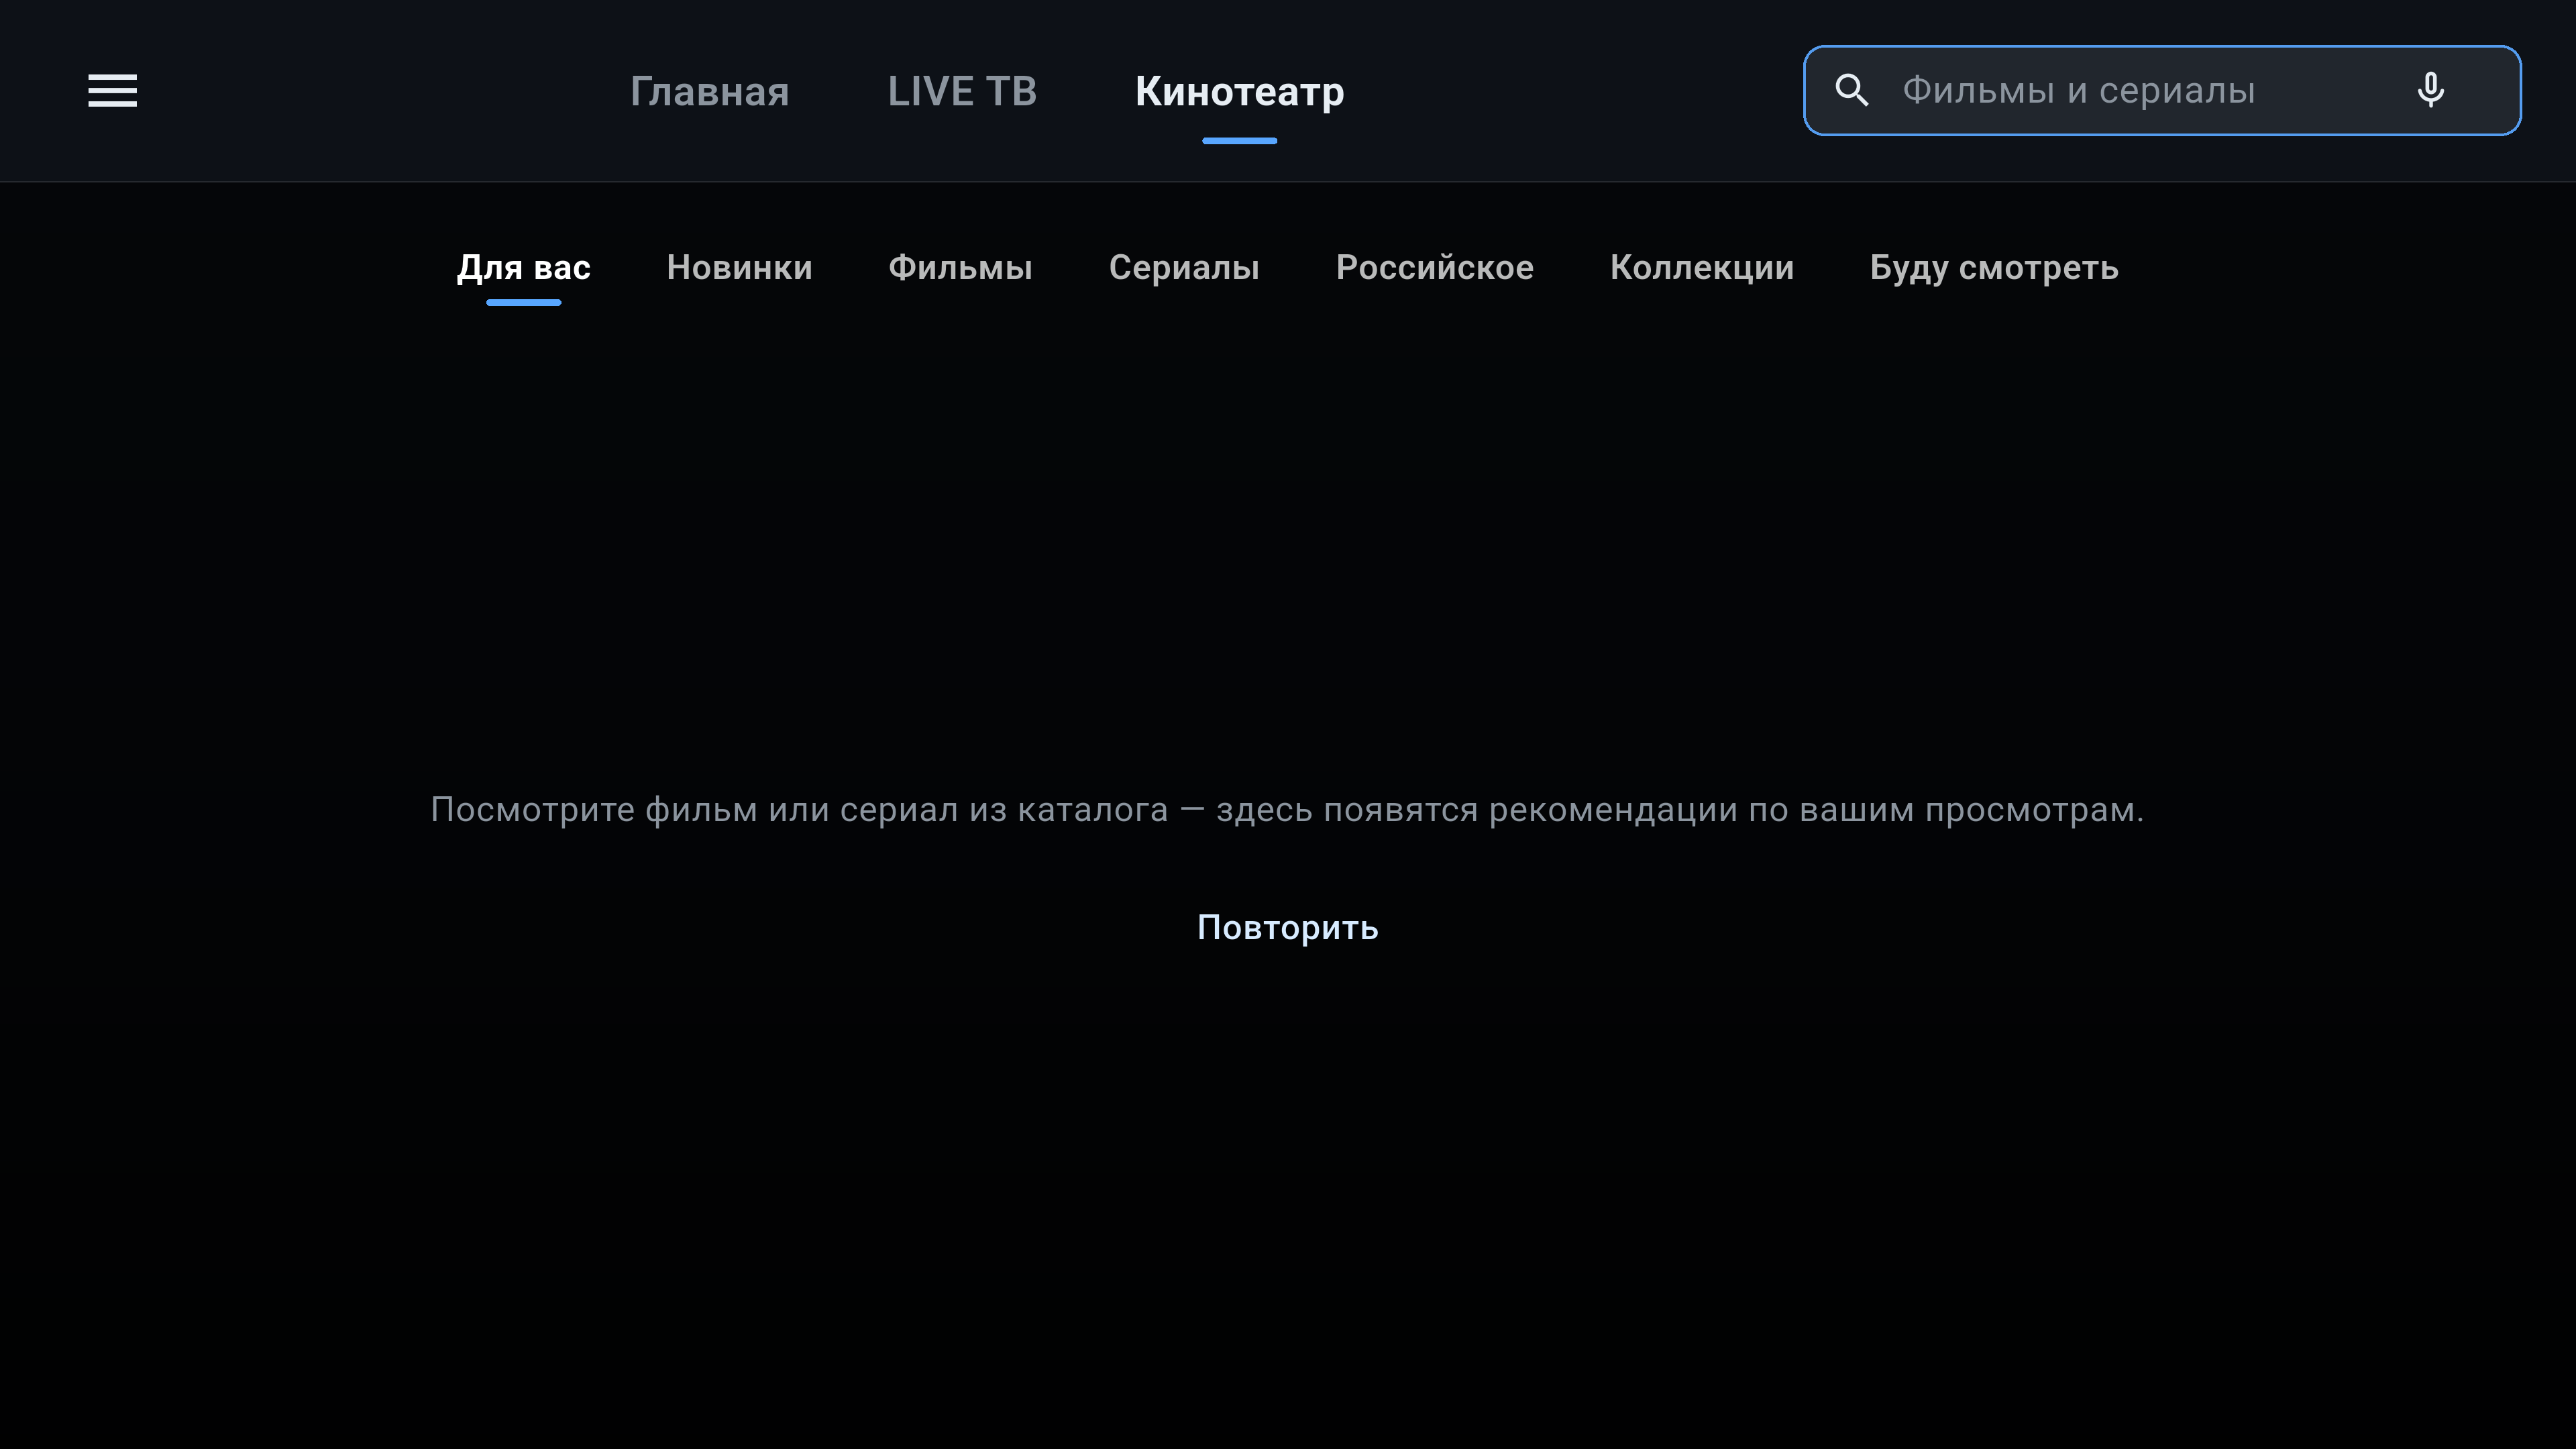 Главная LIVE ТВ Кинотеатр Фильмы и сериалы
Для вас Новинки Фильмы Сериалы Российское Коллекции Буду смотреть
Посмотрите фильм или сериал из каталога — здесь появятся рекомендации по вашим просмотрам.
Повторить